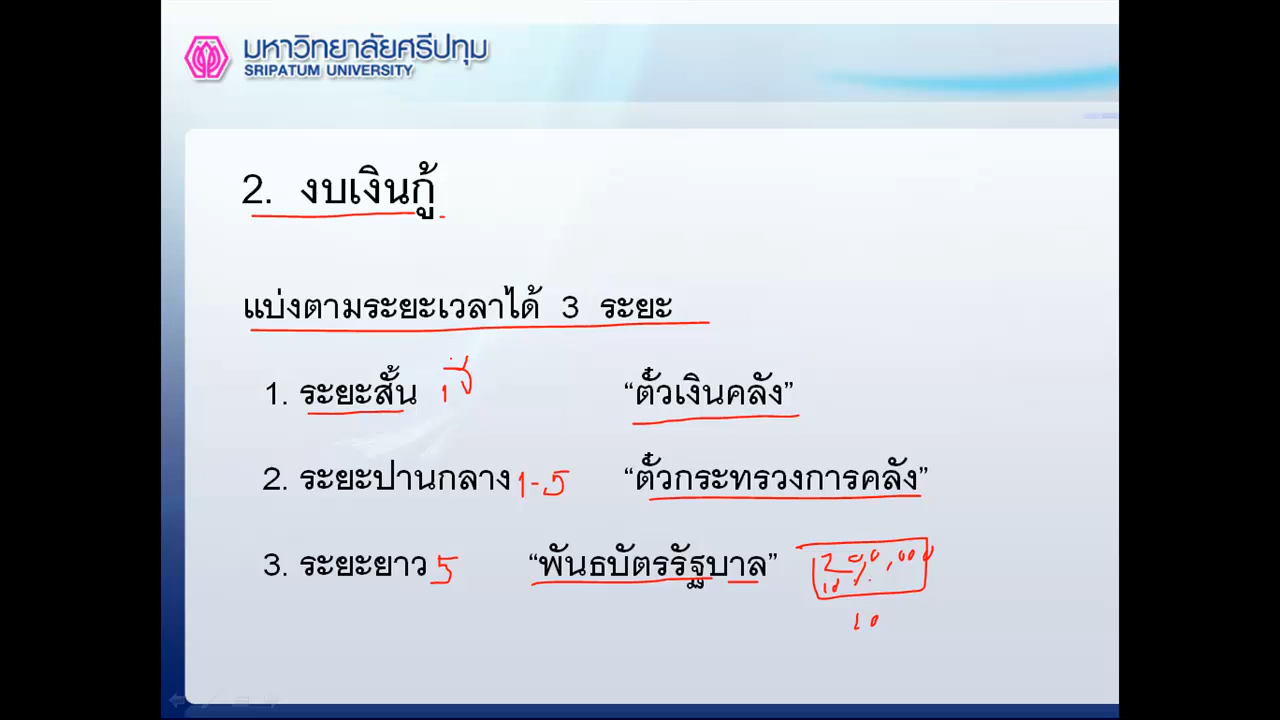 มหาวิทยาลัยศรีปทุม
SRIPATUM UNIVERSITY
2. งบเงินกู้
แบ่งตามระยะเวลาได้ 3 ระยะ
1. ระยะสั้น 1 ปี “ตั๋วเงินคลัง”
2. ระยะปานกลาง 1-5 “ตั๋วกระทรวงการคลัง”
3. ระยะยาว 5 “พันธบัตรรัฐบาล”
10